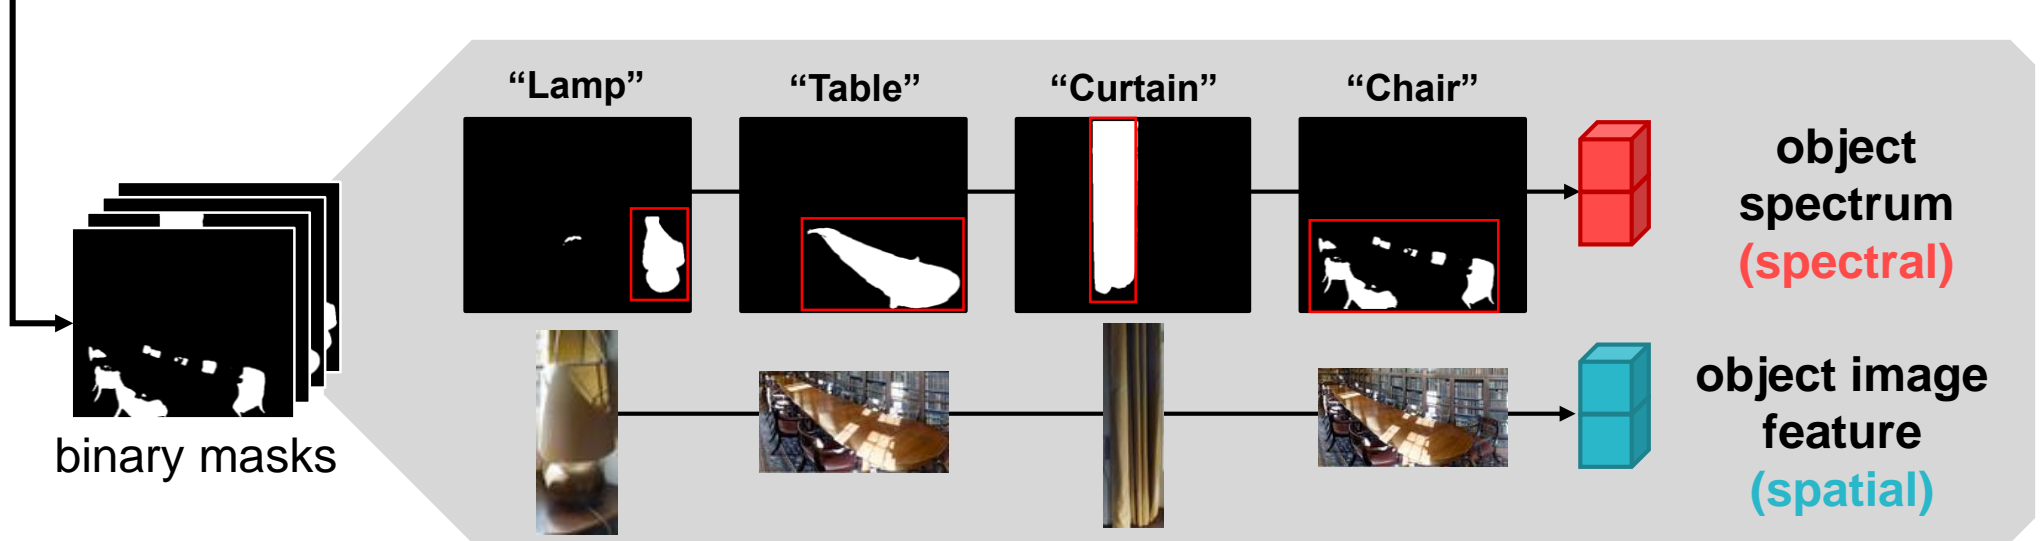 “Lamp”
“Table”
“Curtain”
“Chair”
object
spectrum
(spectral)
binary masks
object image
feature
(spatial)